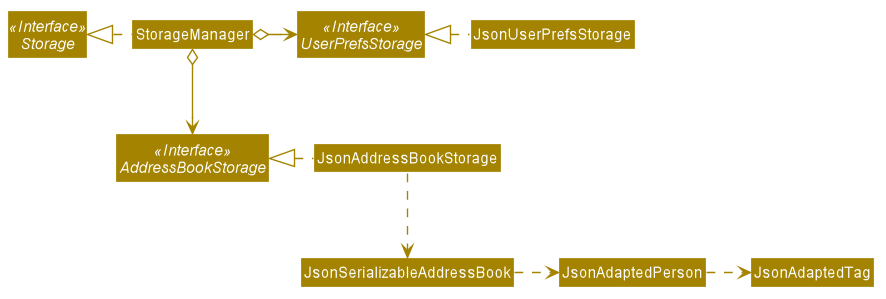 «Interface»
Storage
StorageManager
«Interface»
UserPrefsStorage
JsonUserPrefsStorage
«Interface»
AddressBookStorage
JsonAddressBookStorage
JsonSerializableAddressBook
JsonAdaptedPerson
JsonAdaptedTag